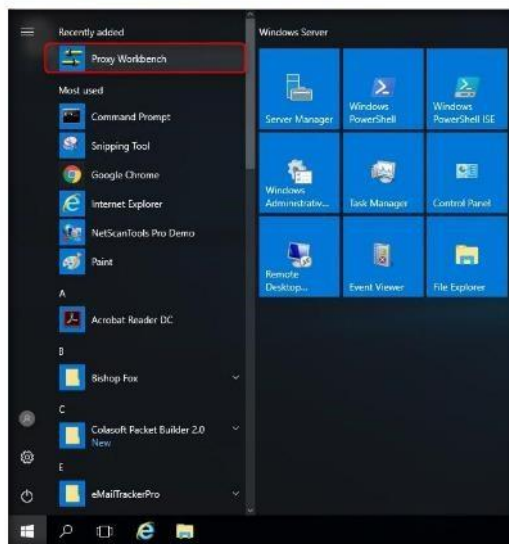 Recently added
Proxy Workbench
Most used
Command Prompt
Snipping Tool
Google Chrome
Internet Explorer
NetScanTools Pro Demo
Paint
A
Acrobat Reader DC
B
Bishop Fox
C
Colasoft Packet Builder 2.0
New
E
eMailTrackerPro
Windows Server
Server Manager
Windows
PowerShell
Windows
PowerShell ISE
Windows
Administrativ...
Task Manager
Control Panel
Remote
Desktop...
Event Viewer
File Explorer